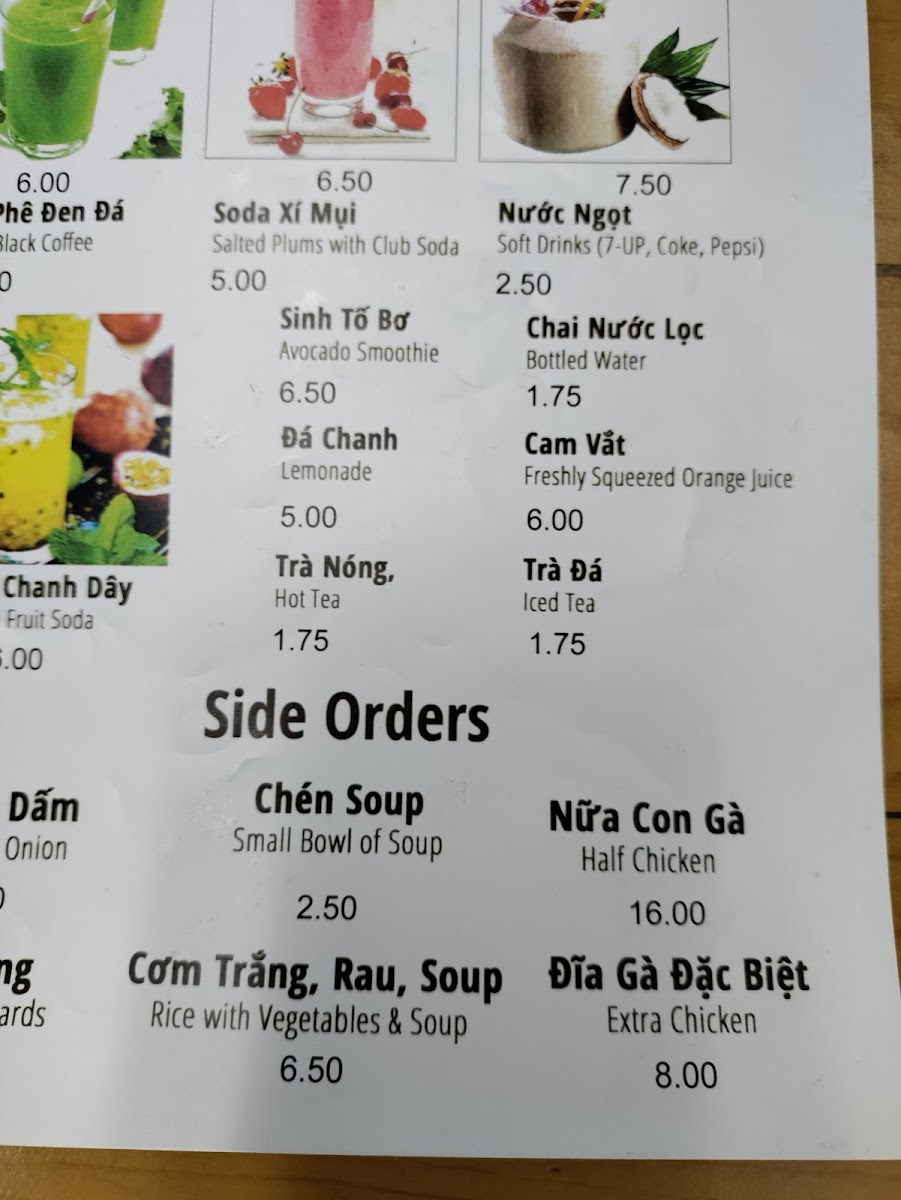 6.00
6.50
7.50
Phê Đen Đá
Black Coffee
Soda Xí Mụi
Salted Plums with Club Soda
5.00
Nước Ngọt
Soft Drinks (7-UP, Coke, Pepsi)
2.50
Sinh Tố Bơ
Avocado Smoothie
6.50
Chai Nước Lọc
Bottled Water
1.75
Đá Chanh
Lemonade
5.00
Cam Vắt
Freshly Squeezed Orange Juice
6.00
Chanh Dây
Fruit Soda
Trà Nóng,
Hot Tea
1.75
Trà Đá
Iced Tea
1.75
Side Orders
Dấm
Onion
Chén Soup
Small Bowl of Soup
2.50
Nữa Con Gà
Half Chicken
16.00
Cơm Trắng, Rau, Soup
Rice with Vegetables & Soup
6.50
Đĩa Gà Đặc Biệt
Extra Chicken
8.00